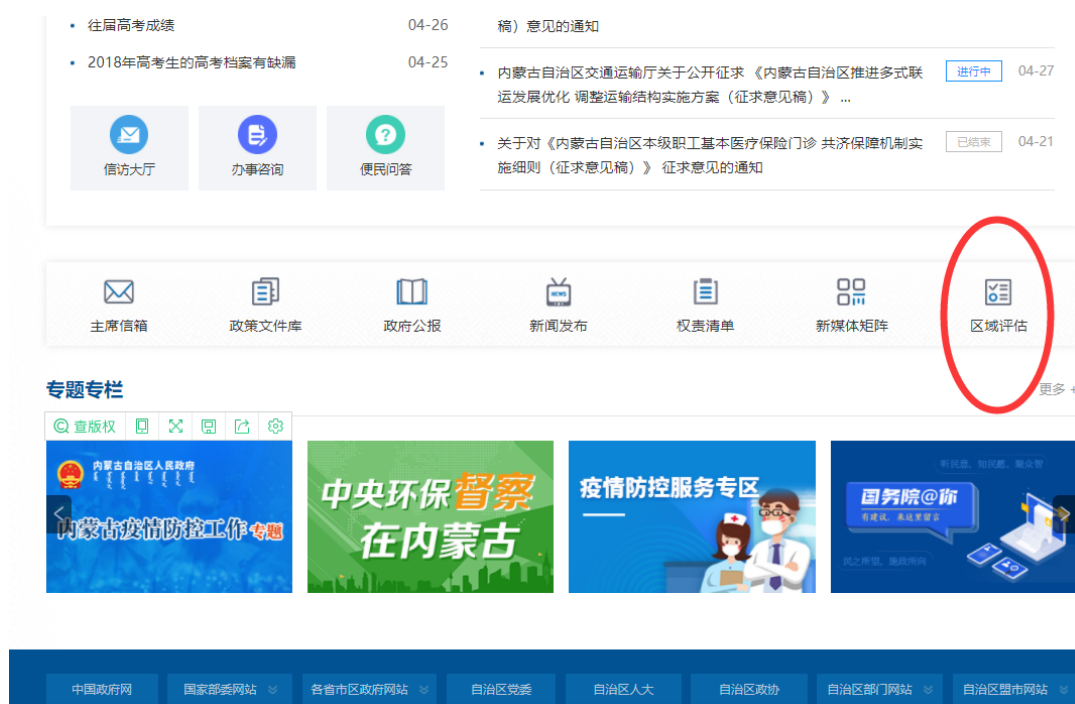 往届高考成绩 04-26
2018年高考生的高考档案有缺漏 04-25
信访大厅 办事咨询 便民问答
稿）意见的通知
内蒙古自治区交通运输厅关于公开征求 《内蒙古自治区推进多式联 进行中 04-27
运发展优化 调整运输结构实施方案（征求意见稿）》 ...
关于对《内蒙古自治区本级职工基本医疗保险门诊 共济保障机制实 已结束 04-21
施细则（征求意见稿）》 征求意见的通知
NEWS
主席信箱 政策文件库 政府公报 新闻发布 权责清单 新媒体矩阵 区域评估
专题专栏 更多 +
查版权
内蒙古自治区人民政府
内蒙古疫情防控工作 专题
中央环保督察
在内蒙古
疫情防控服务专区
听民意、知民愿、聚众智
国务院@你
有建议，来这里留言
民之所望、施政所向
中国政府网 国家部委网站 各省市区政府网站 自治区党委 自治区人大 自治区政协 自治区部门网站 自治区盟市网站